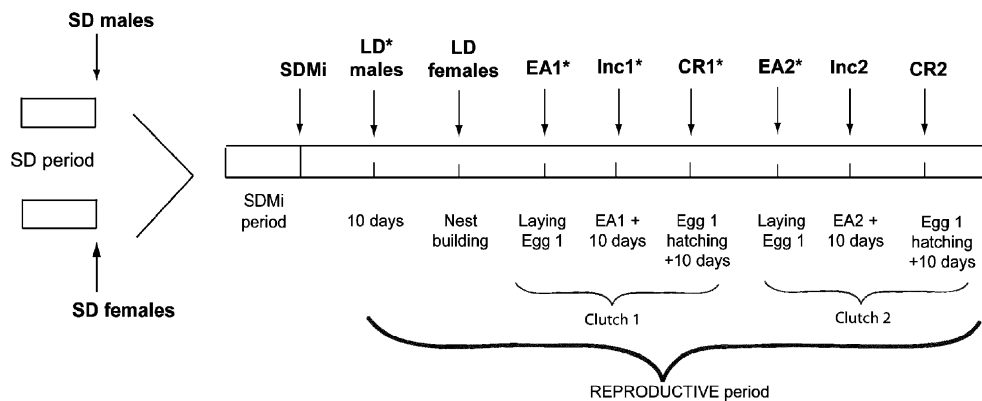 SD males
SD period
SD females
SDMi
LD*
males
LD
females
EA1*
Inc1*
CR1*
EA2*
Inc2
CR2
SDMi
period
10 days
Nest
building
Laying
Egg 1
EA1 +
10 days
Egg 1
hatching
+10 days
Laying
Egg 1
EA2 +
10 days
Egg 1
hatching
+10 days
Clutch 1
Clutch 2
REPRODUCTIVE period